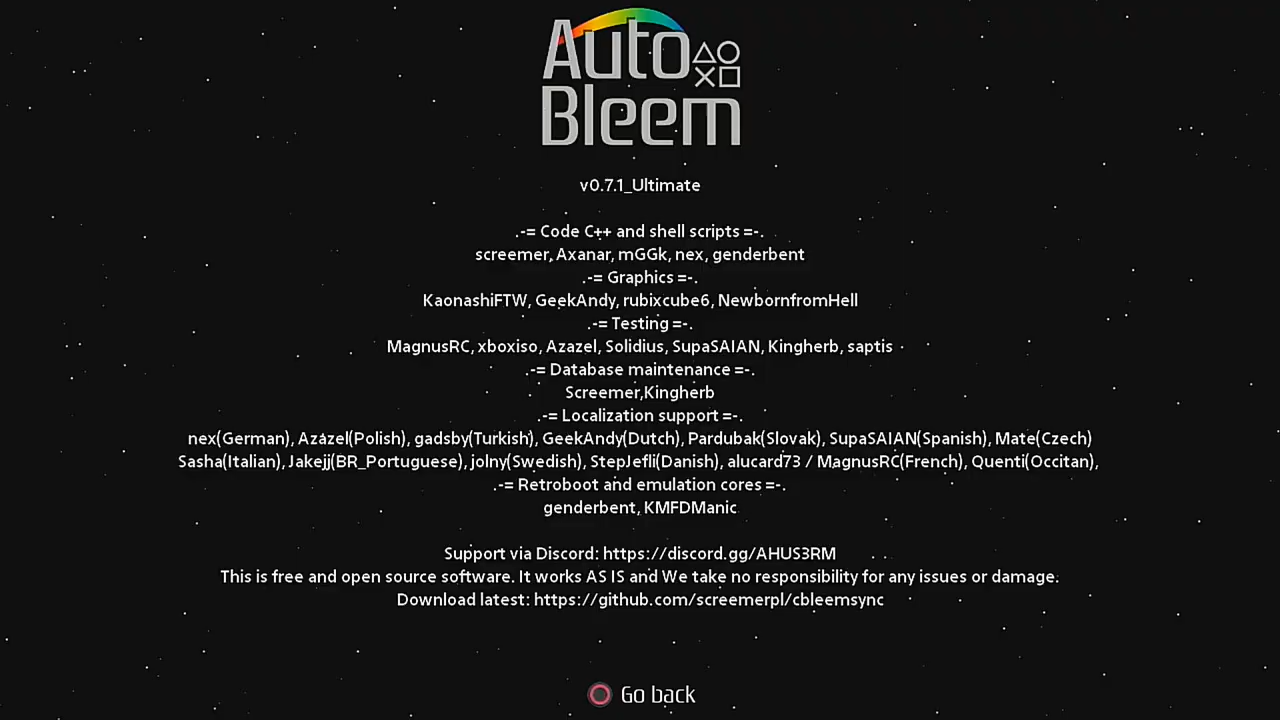 Auto
Bleem
v0.7.1_Ultimate
.-= Code C++ and shell scripts =-.
screemer, Axanar, mGGk, nex, genderbent
.-= Graphics =-.
KaonashiFTW, GeekAndy, rubixcube6, NewbornfromHell
.-= Testing =-.
MagnusRC, xboxiso, Azazel, Solidius, SupaSAIAN, Kingherb, saptis
.-= Database maintenance =-.
Screemer,Kingherb
.-= Localization support =-.
nex(German), Azazel(Polish), gadsby(Turkish), GeekAndy(Dutch), Pardubak(Slovak), SupaSAIAN(Spanish), Mate(Czech)
Sasha(Italian), Jakejj(BR_Portuguese), jolny(Swedish), StepJefli(Danish), alucard73 / MagnusRC(French), Quenti(Occitan),
.-= Retroboot and emulation cores =-.
genderbent, KMFDManic
Support via Discord: https://discord.gg/AHUS3RM
This is free and open source software. It works AS IS and We take no responsibility for any issues or damage.
Download latest: https://github.com/screemerpl/cbleemsync
Go back